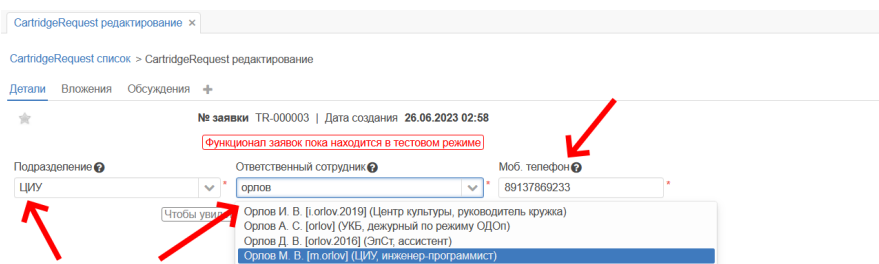 CartridgeRequest редактирование ×
CartridgeRequest список > CartridgeRequest редактирование
Детали Вложения Обсуждения +
№ заявки TR-000003 | Дата создания 26.06.2023 02:58
Функционал заявок пока находится в тестовом режиме
Подразделение ? Ответственный сотрудник ? Моб. телефон ?
ЦИУ * орлов * 89137869233 *
Чтобы увид
Орлов И. В. [i.orlov.2019] (Центр культуры, руководитель кружка)
Орлов А. С. [orlov] (УКБ, дежурный по режиму ОДОп)
Орлов Д. В. [orlov.2016] (ЭлСт, ассистент)
Орлов М. В. [m.orlov] (ЦИУ, инженер-программист)